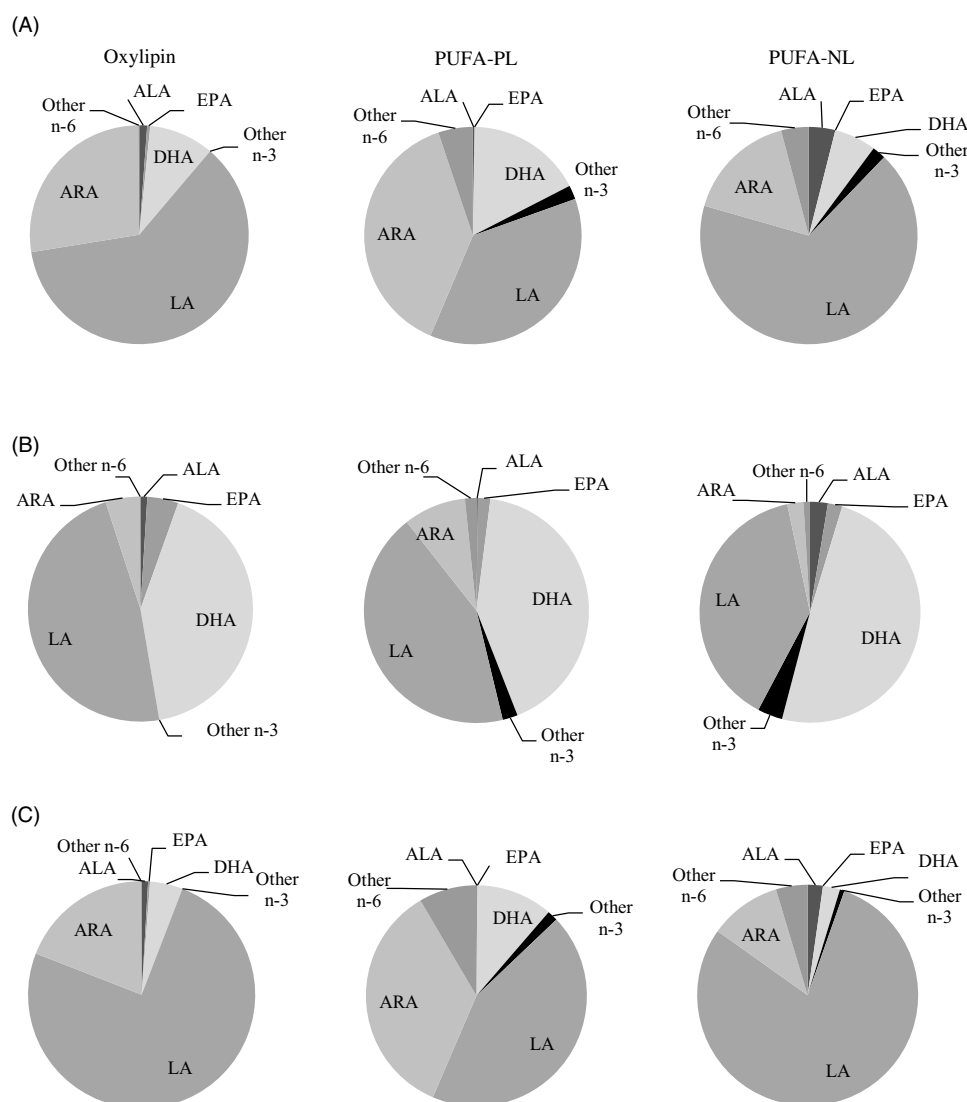 (A)
Oxylipin
PUFA-PL
PUFA-NL
Other
n-6
ALA
EPA
Other
n-3
DHA
ARA
LA
Other
n-6
ALA
EPA
DHA
Other
n-3
ARA
LA
Other
n-6
ALA
EPA
DHA
Other
n-3
ARA
LA
(B)
Other n-6
ALA
ARA
EPA
DHA
LA
Other n-3
Other n-6
ALA
EPA
ARA
DHA
LA
Other
n-3
Other n-6
ALA
ARA
EPA
LA
DHA
Other
n-3
(C)
Other n-6
EPA
ALA
DHA
Other
n-3
ARA
LA
ALA
EPA
Other
n-6
DHA
Other
n-3
ARA
LA
ALA
EPA
DHA
Other
n-6
Other
n-3
ARA
LA